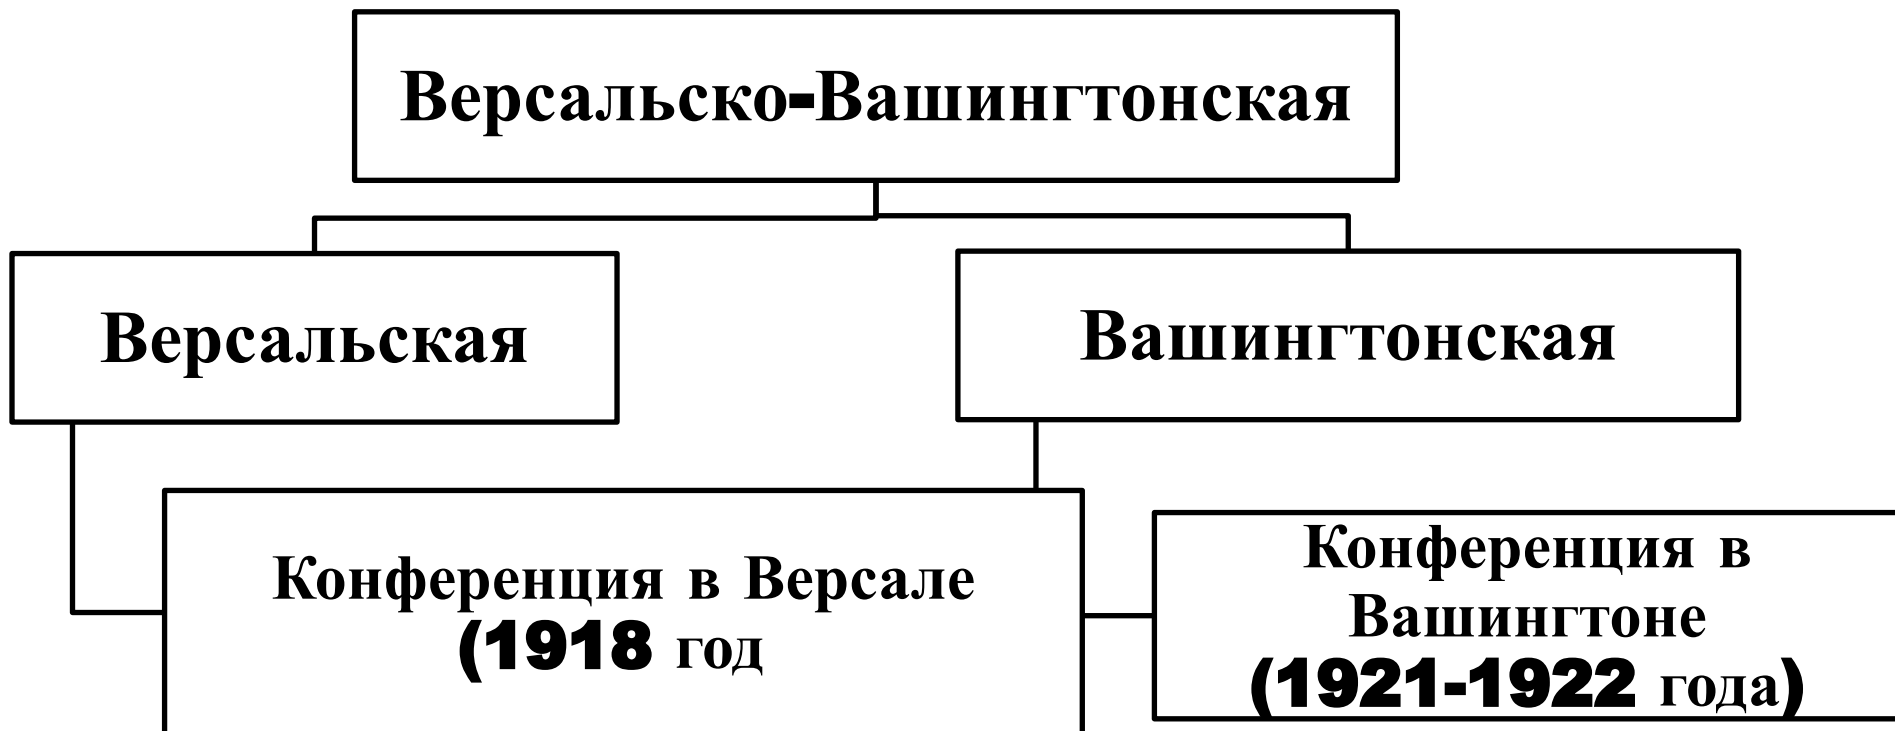 Версальско-Вашингтонская
Версальская
Вашингтонская
Конференция в Версале
(1918 год
Конференция в
Вашингтоне
(1921-1922 года)